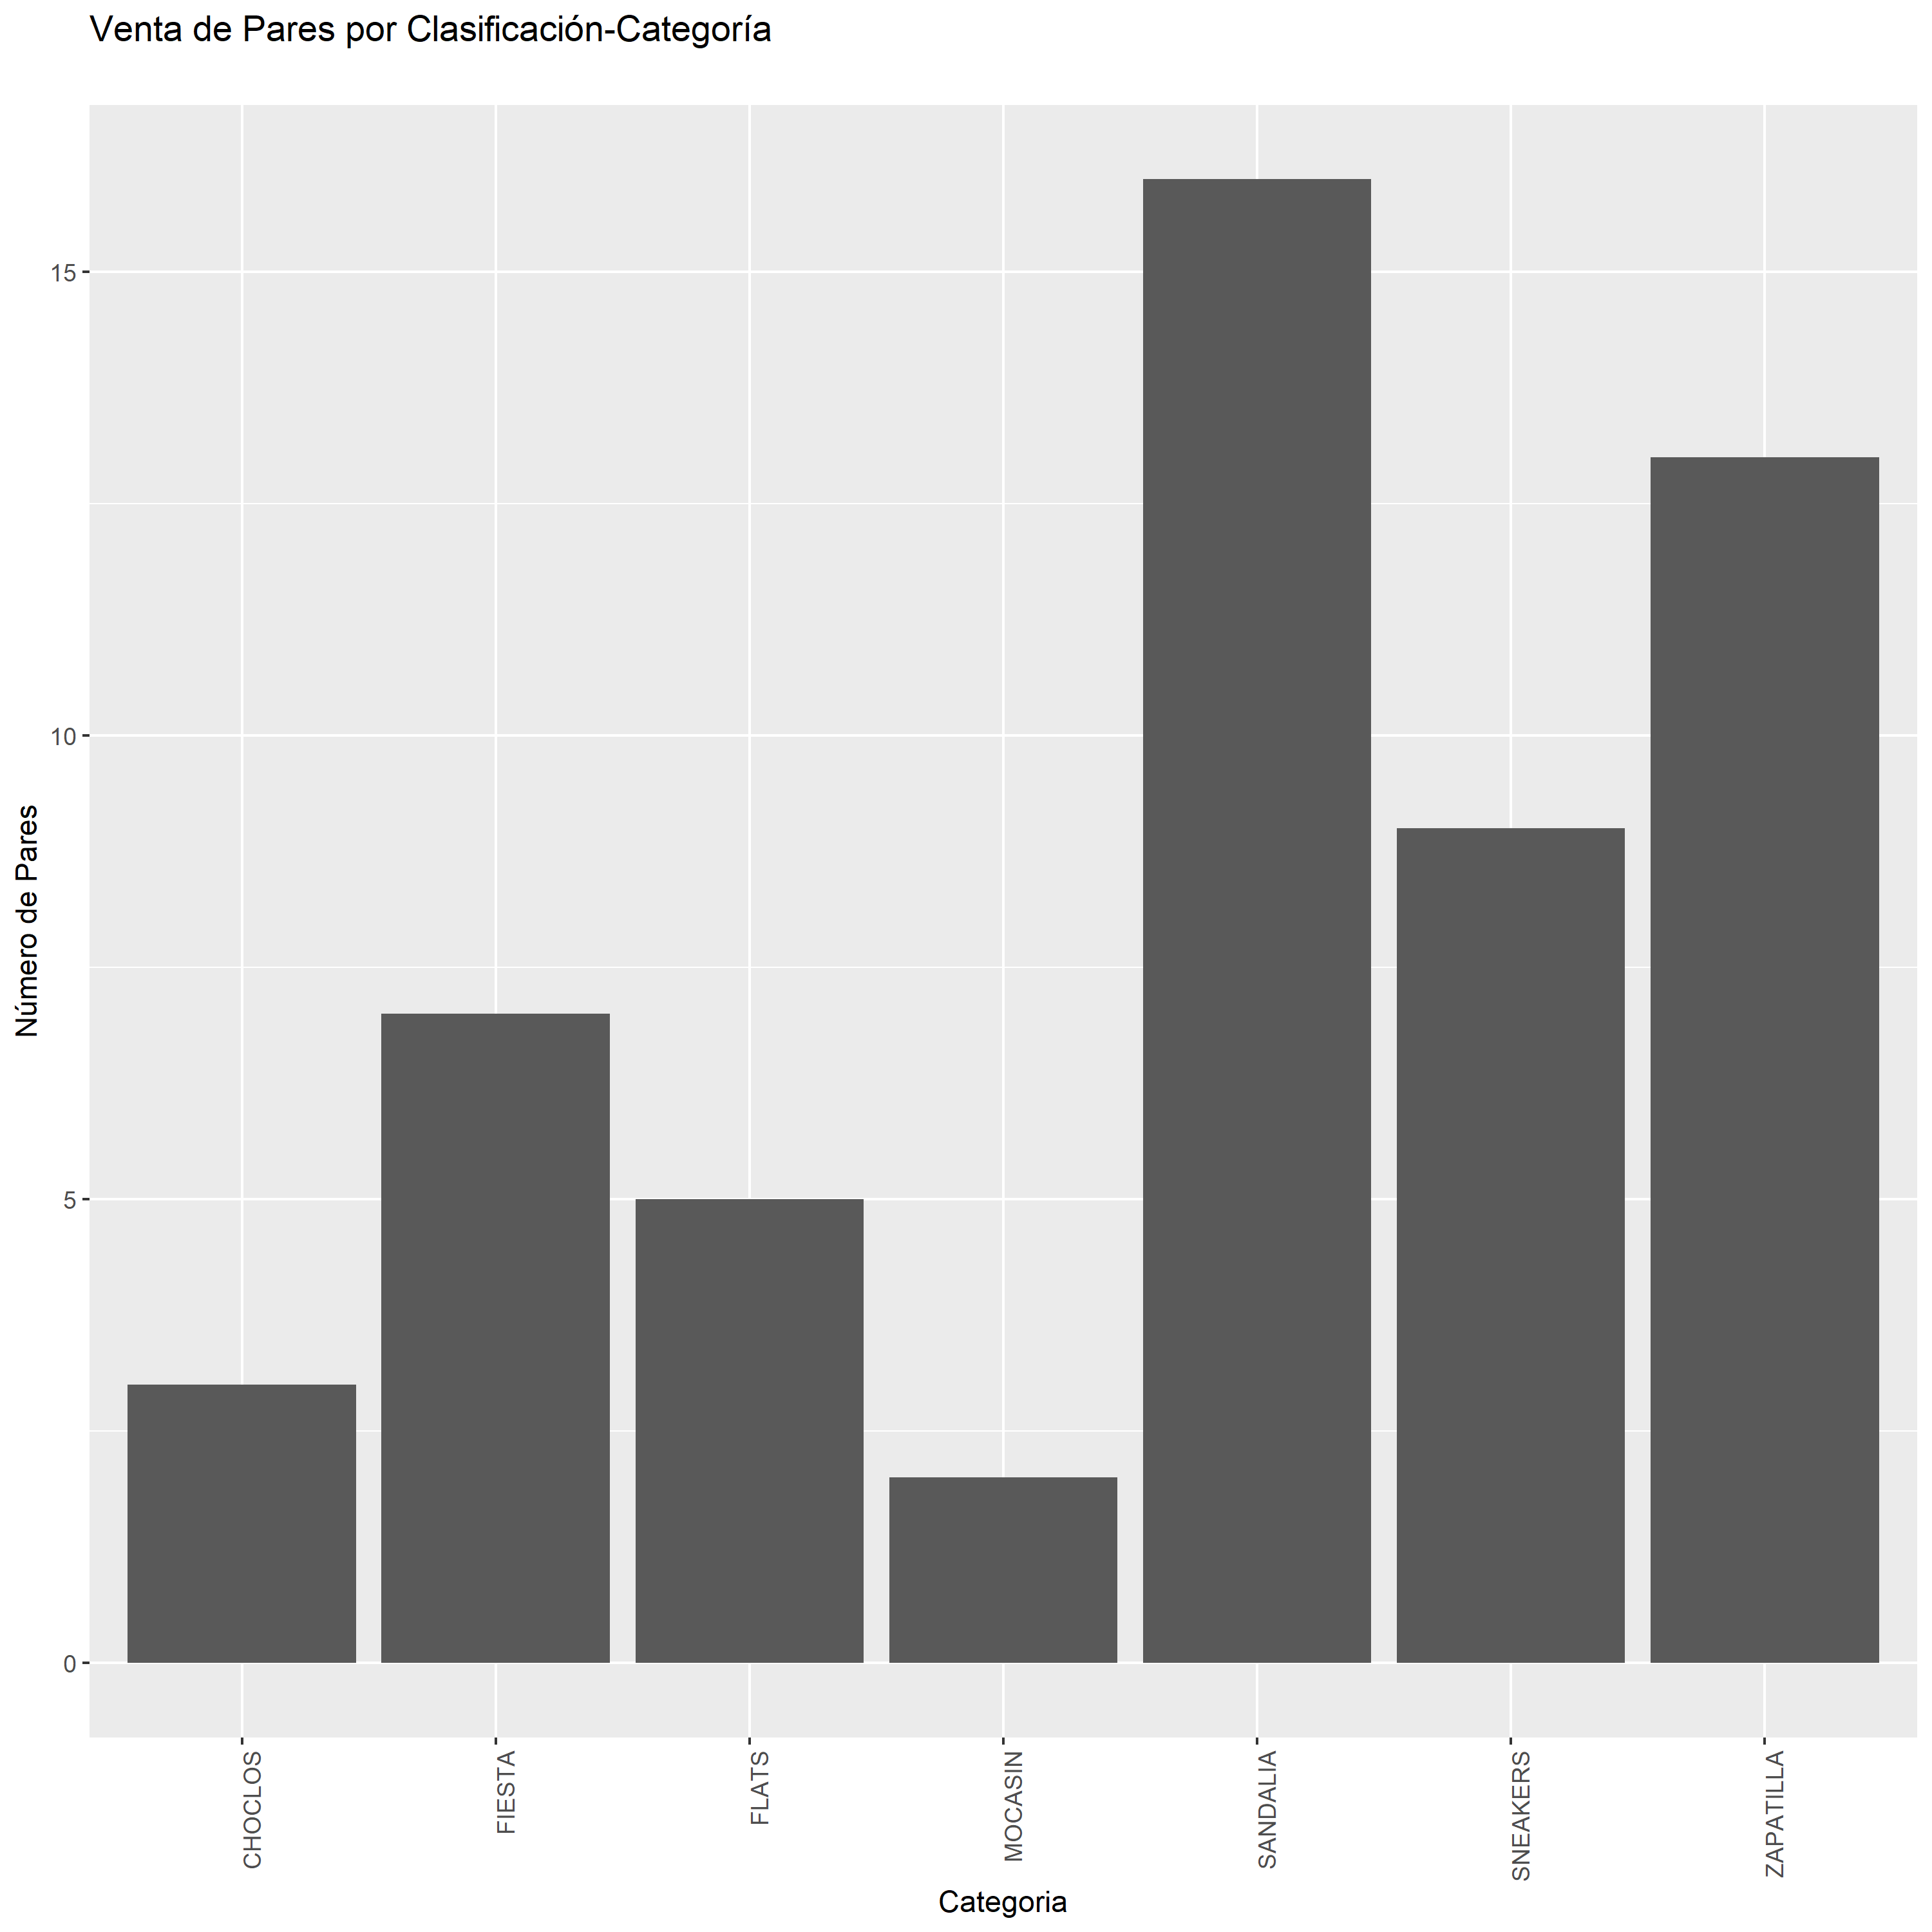 Venta de Pares por Clasificación-Categoría
Número de Pares
15
10
5
0
CHOCLOS
FIESTA
FLATS
MOCASIN
SANDALIA
SNEAKERS
ZAPATILLA
Categoria